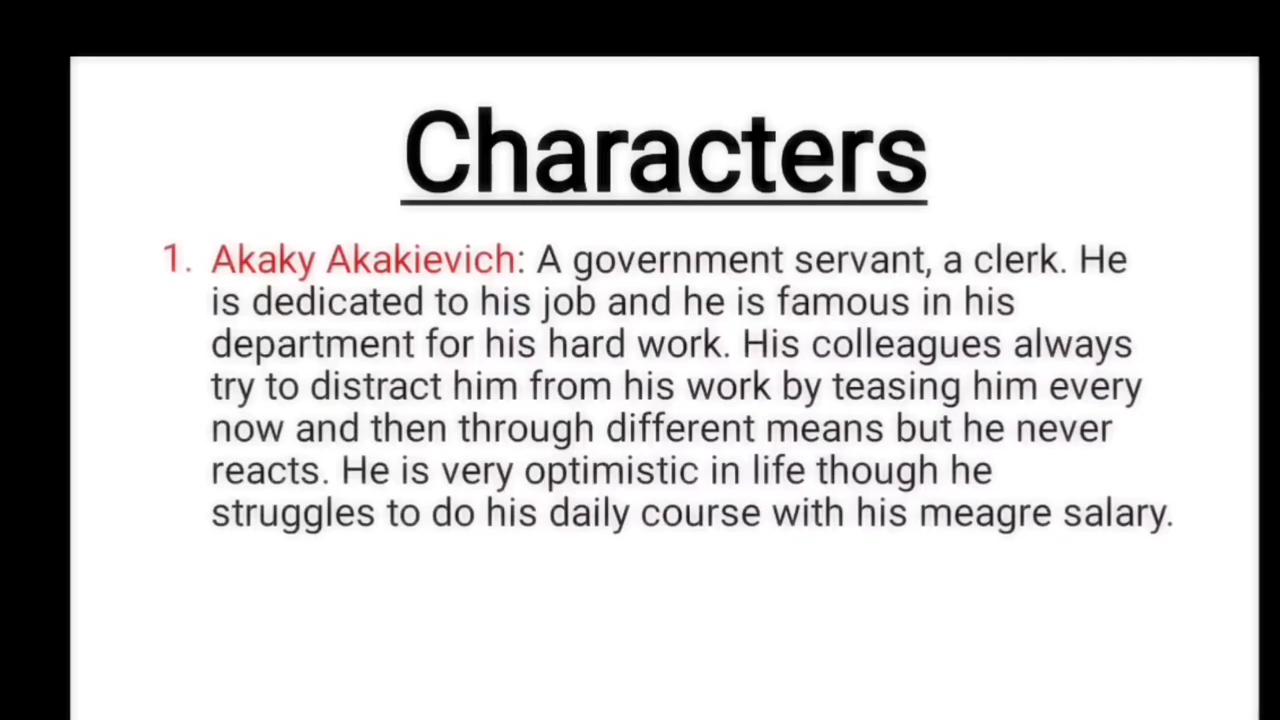 Characters
1. Akaky Akakievich: A government servant, a clerk. He
is dedicated to his job and he is famous in his
department for his hard work. His colleagues always
try to distract him from his work by teasing him every
now and then through different means but he never
reacts. He is very optimistic in life though he
struggles to do his daily course with his meagre salary.